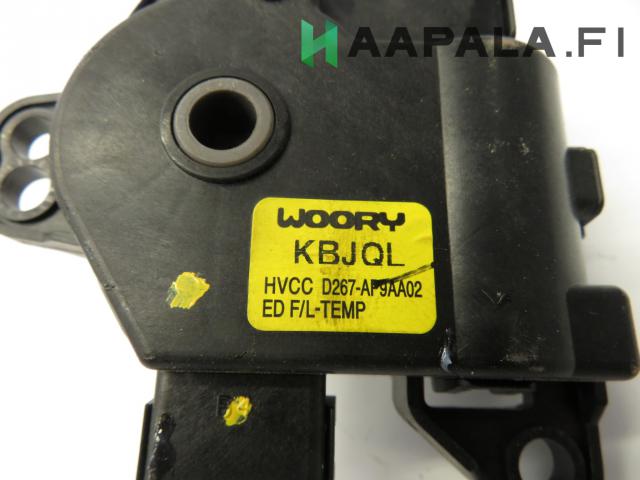 HAAPALA.FI
WOORY
KBJQL
HVCC D267-AP9AA02
ED F/L-TEMP